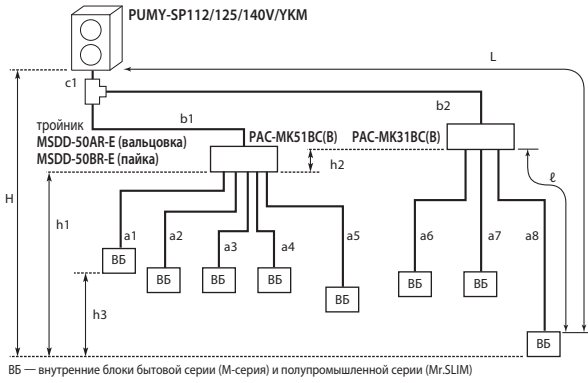 PUMY-SP112/125/140V/YKM
L
c1
b1
b2
тройник
MSDD-50AR-E (вальцовка)
MSDD-50BR-E (пайка)
PAC-MK51BC(B)
PAC-MK31BC(B)
h2
ℓ
H
h1
a1
a2
a3
a4
a5
a6
a7
a8
ВБ
ВБ
ВБ
ВБ
ВБ
ВБ
ВБ
h3
ВБ
ВБ — внутренние блоки бытовой серии (М-серия) и полупромышленной серии (Mr.SLIM)